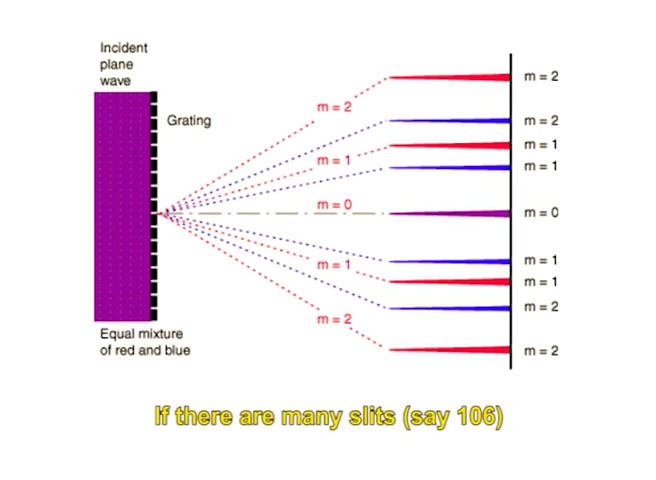 Incident
plane
wave
Grating
m = 2
m = 2
m = 2
m = 1
m = 1
m = 1
m = 0
m = 0
m = 1
m = 1
m = 1
m = 2
m = 2
m = 2
Equal mixture
of red and blue
If there are many slits (say 106)